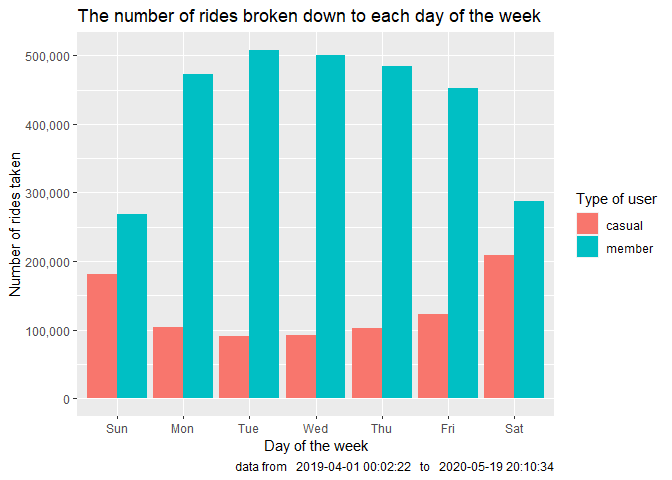 The number of rides broken down to each day of the week
500,000
400,000
300,000
200,000
100,000
0
Number of rides taken
Sun Mon Tue Wed Thu Fri Sat
Day of the week
data from 2019-04-01 00:02:22 to 2020-05-19 20:10:34
Type of user
casual
member